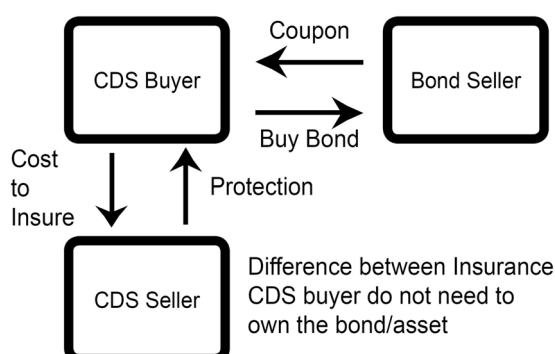 Coupon
CDS Buyer
Bond Seller
Buy Bond
Cost
to
Insure
Protection
CDS Seller
Difference between Insurance
CDS buyer do not need to
own the bond/asset